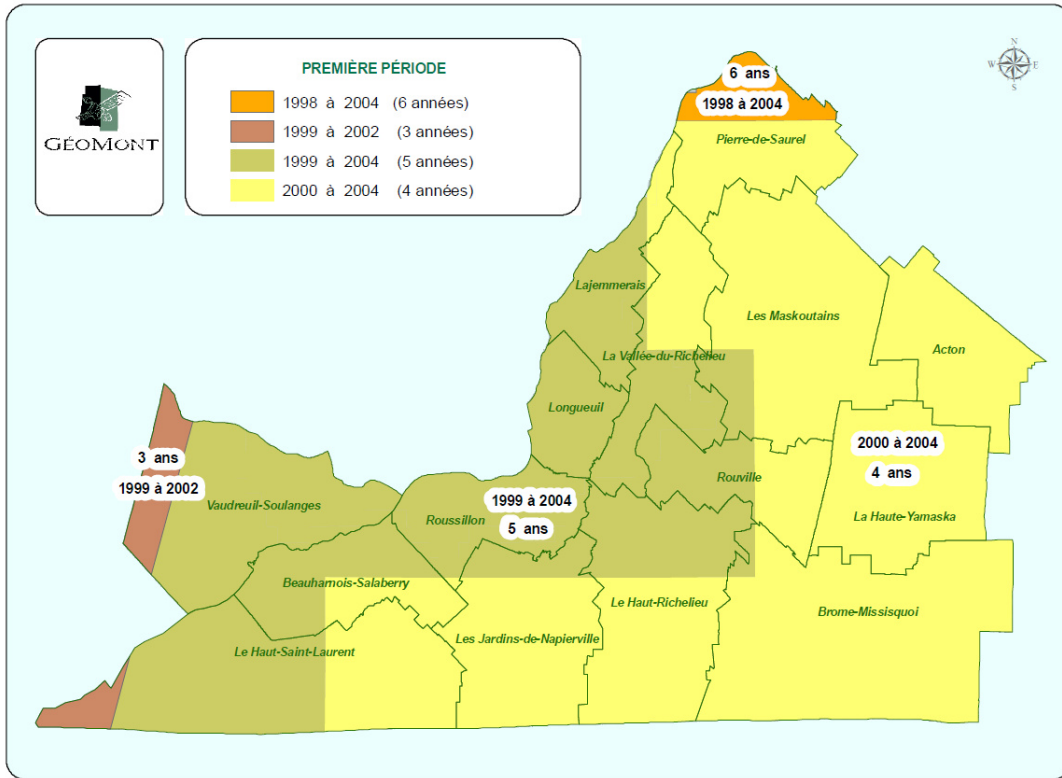 GÉOMONT
PREMIÈRE PÉRIODE
1998 à 2004 (6 années)
1999 à 2002 (3 années)
1999 à 2004 (5 années)
2000 à 2004 (4 années)
N
W E
S
6 ans
1998 à 2004
Pierre-de-Saurel
Lajemmerais
Les Maskoutains
Acton
La Vallée-du-Richelieu
Longueuil
2000 à 2004
4 ans
3 ans
1999 à 2002
Rouville
Vaudreuil-Soulanges
1999 à 2004
Roussillon
5 ans
La Haute-Yamaska
Beauharnois-Salaberry
Le Haut-Richelieu
Brome-Missisquoi
Les Jardins-de-Napierville
Le Haut-Saint-Laurent